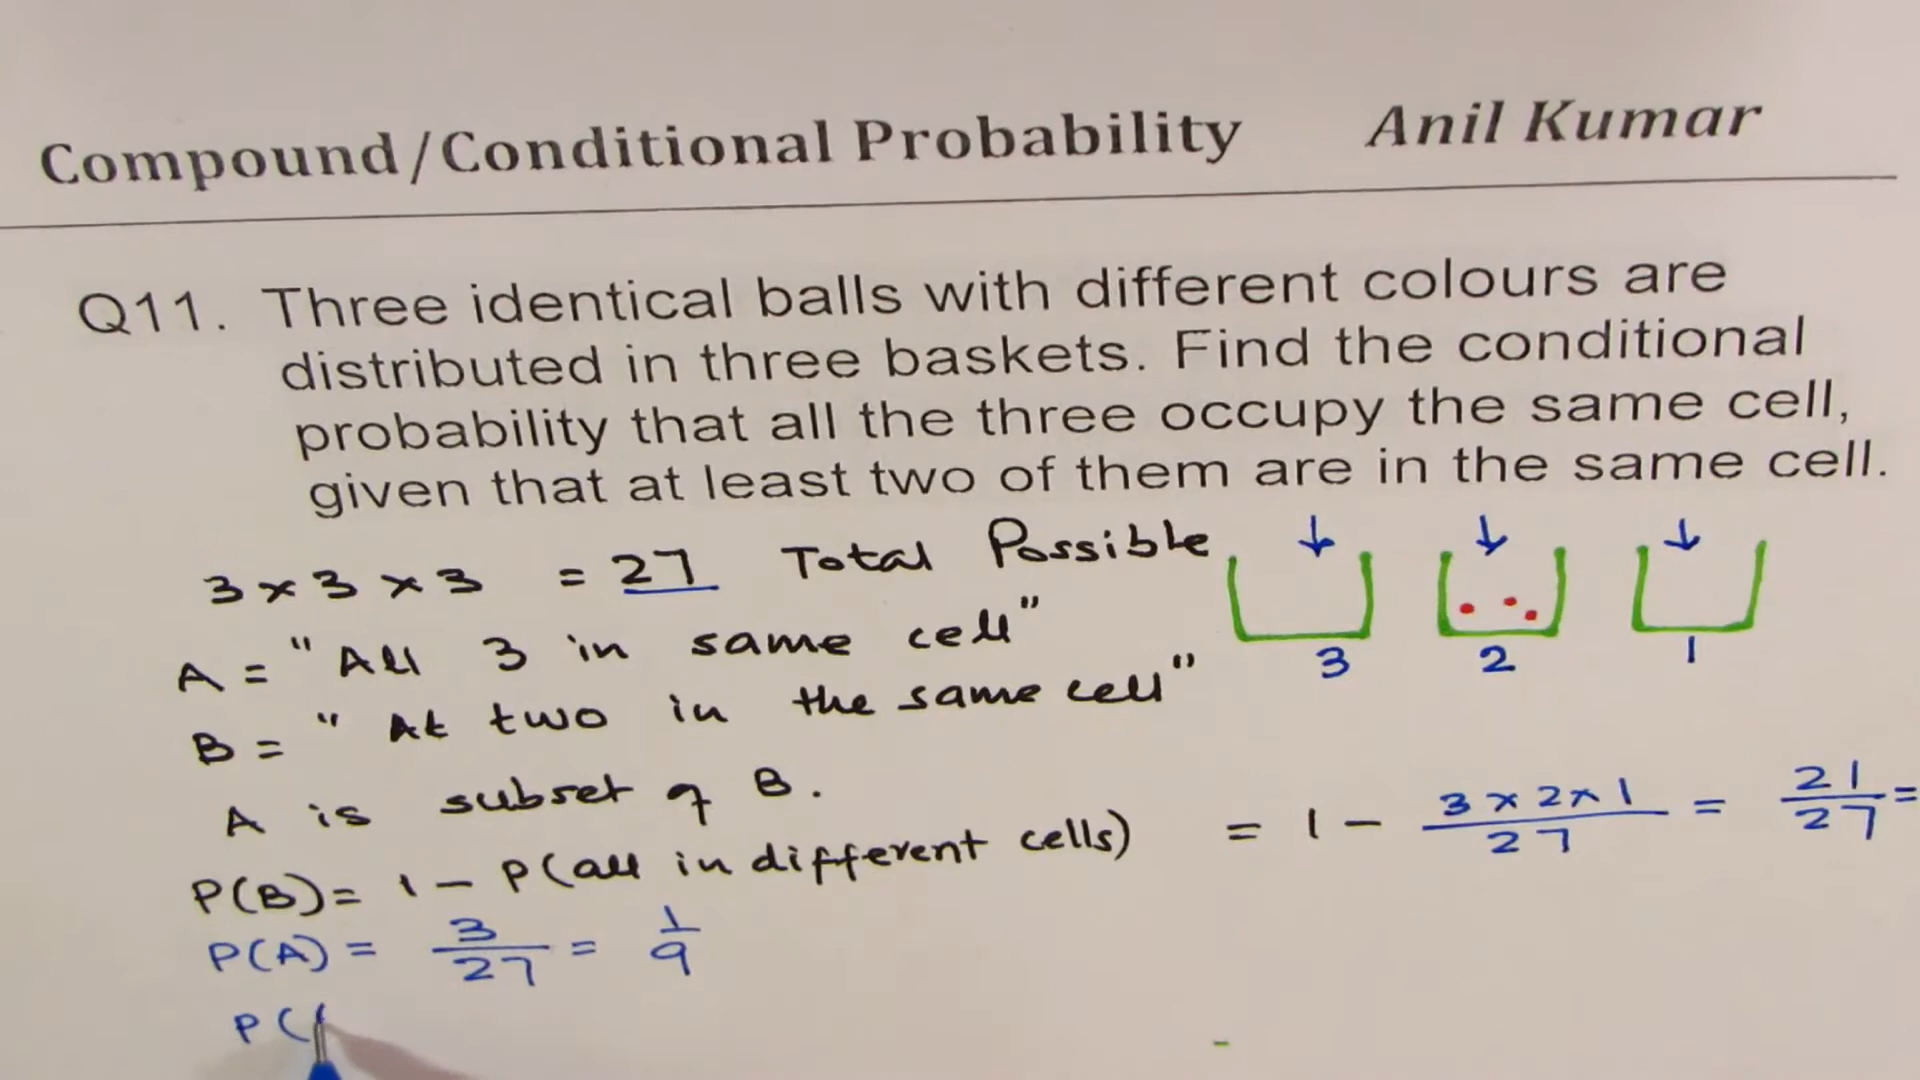 Compound/Conditional Probability Anil Kumar
Q11. Three identical balls with different colours are
distributed in three baskets. Find the conditional
probability that all the three occupy the same cell,
given that at least two of them are in the same cell.
3 x 3 x 3 = 27 Total Possible
A = "All 3 in same cell"
B = "At two in the same cell"
3 2 1
A is subset of B.
P(B) = 1 - P(all in different cells) = 1 - 3x2x1/27 = 21/27 =
P(A) = 3/27 = 1/9
P(